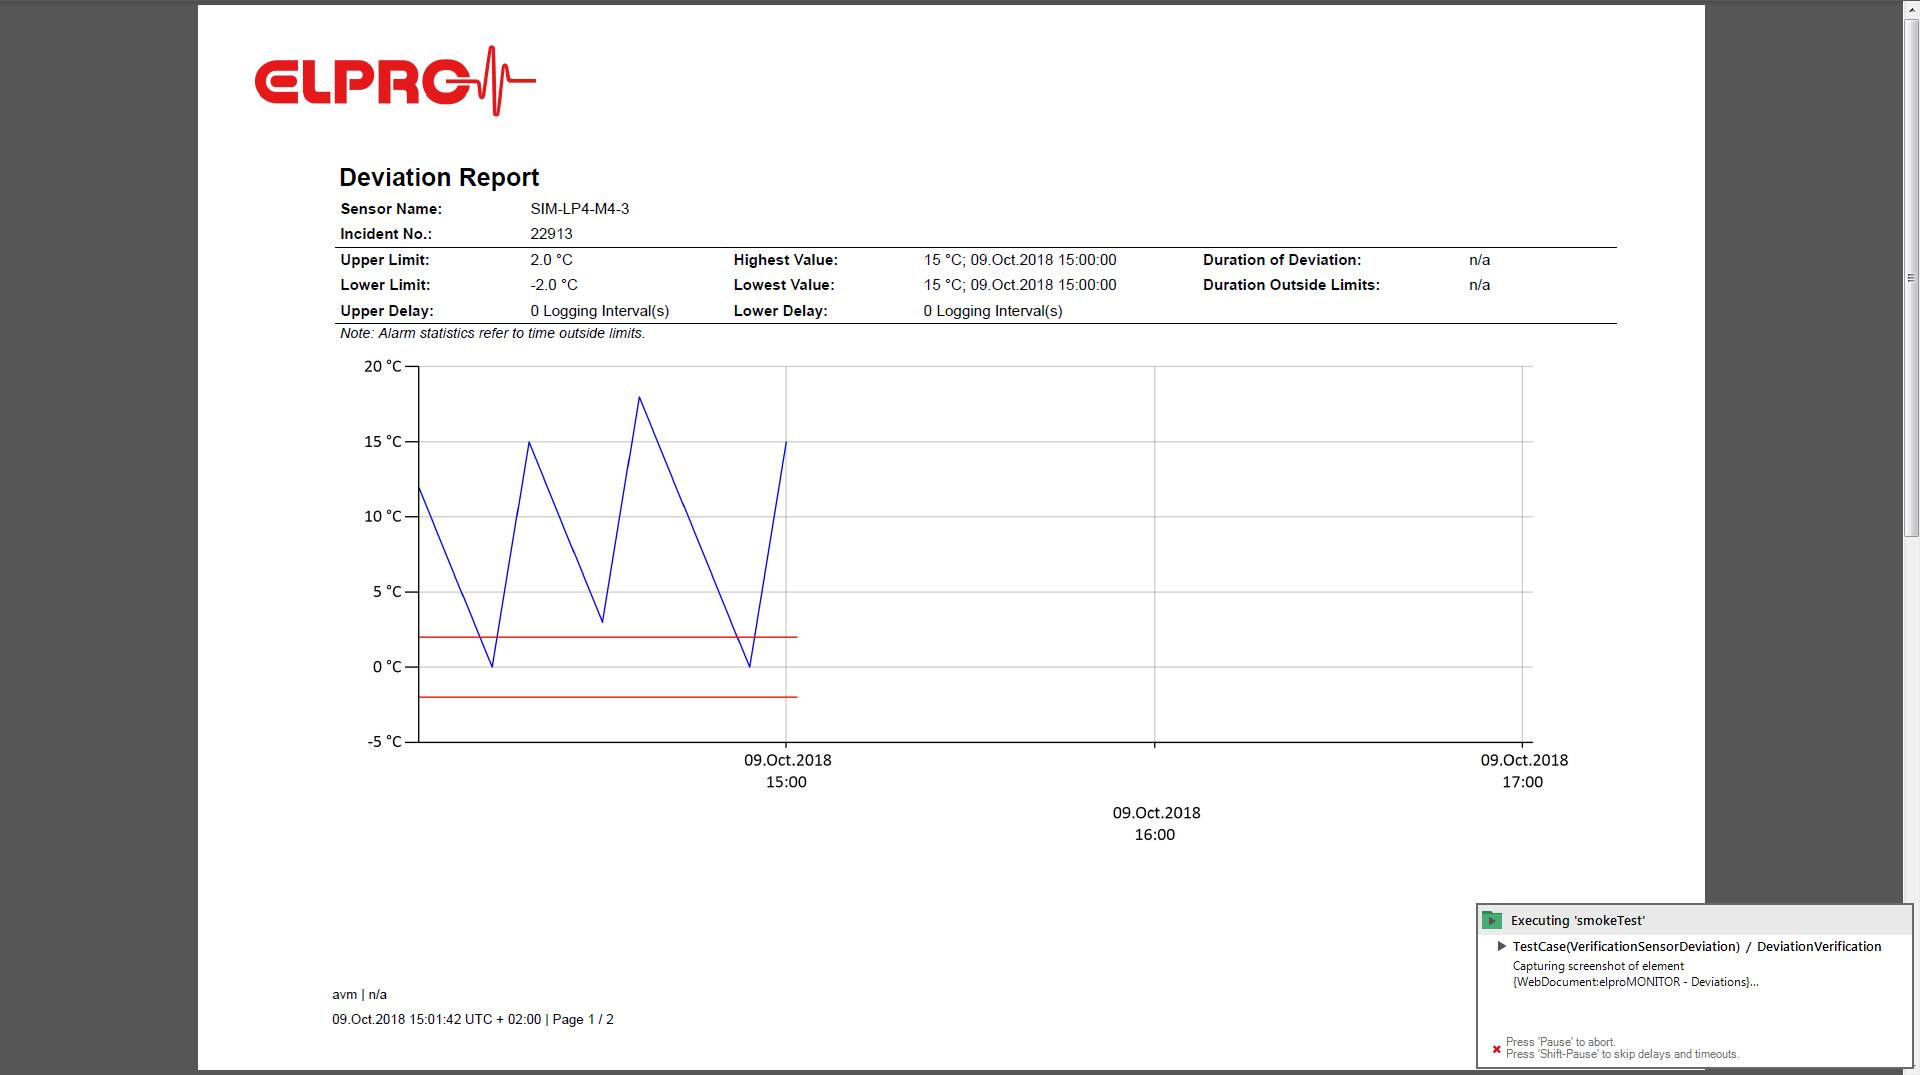 ELPRO
Deviation Report
Sensor Name: SIM-LP4-M4-3
Incident No.: 22913
Upper Limit: 2.0 °C Highest Value: 15 °C; 09.Oct.2018 15:00:00 Duration of Deviation: n/a
Lower Limit: -2.0 °C Lowest Value: 15 °C; 09.Oct.2018 15:00:00 Duration Outside Limits: n/a
Upper Delay: 0 Logging Interval(s) Lower Delay: 0 Logging Interval(s)
Note: Alarm statistics refer to time outside limits.
20 °C
15 °C
10 °C
5 °C
0 °C
-5 °C
09.Oct.2018 09.Oct.2018
15:00 17:00
09.Oct.2018
16:00
Executing 'smokeTest'
TestCase(VerificationSensorDeviation) / DeviationVerification
Capturing screenshot of element
{WebDocument:elproMONITOR - Deviations}...
Press 'Pause' to abort.
Press 'Shift-Pause' to skip delays and timeouts.
avm | n/a
09.Oct.2018 15:01:42 UTC + 02:00 | Page 1 / 2